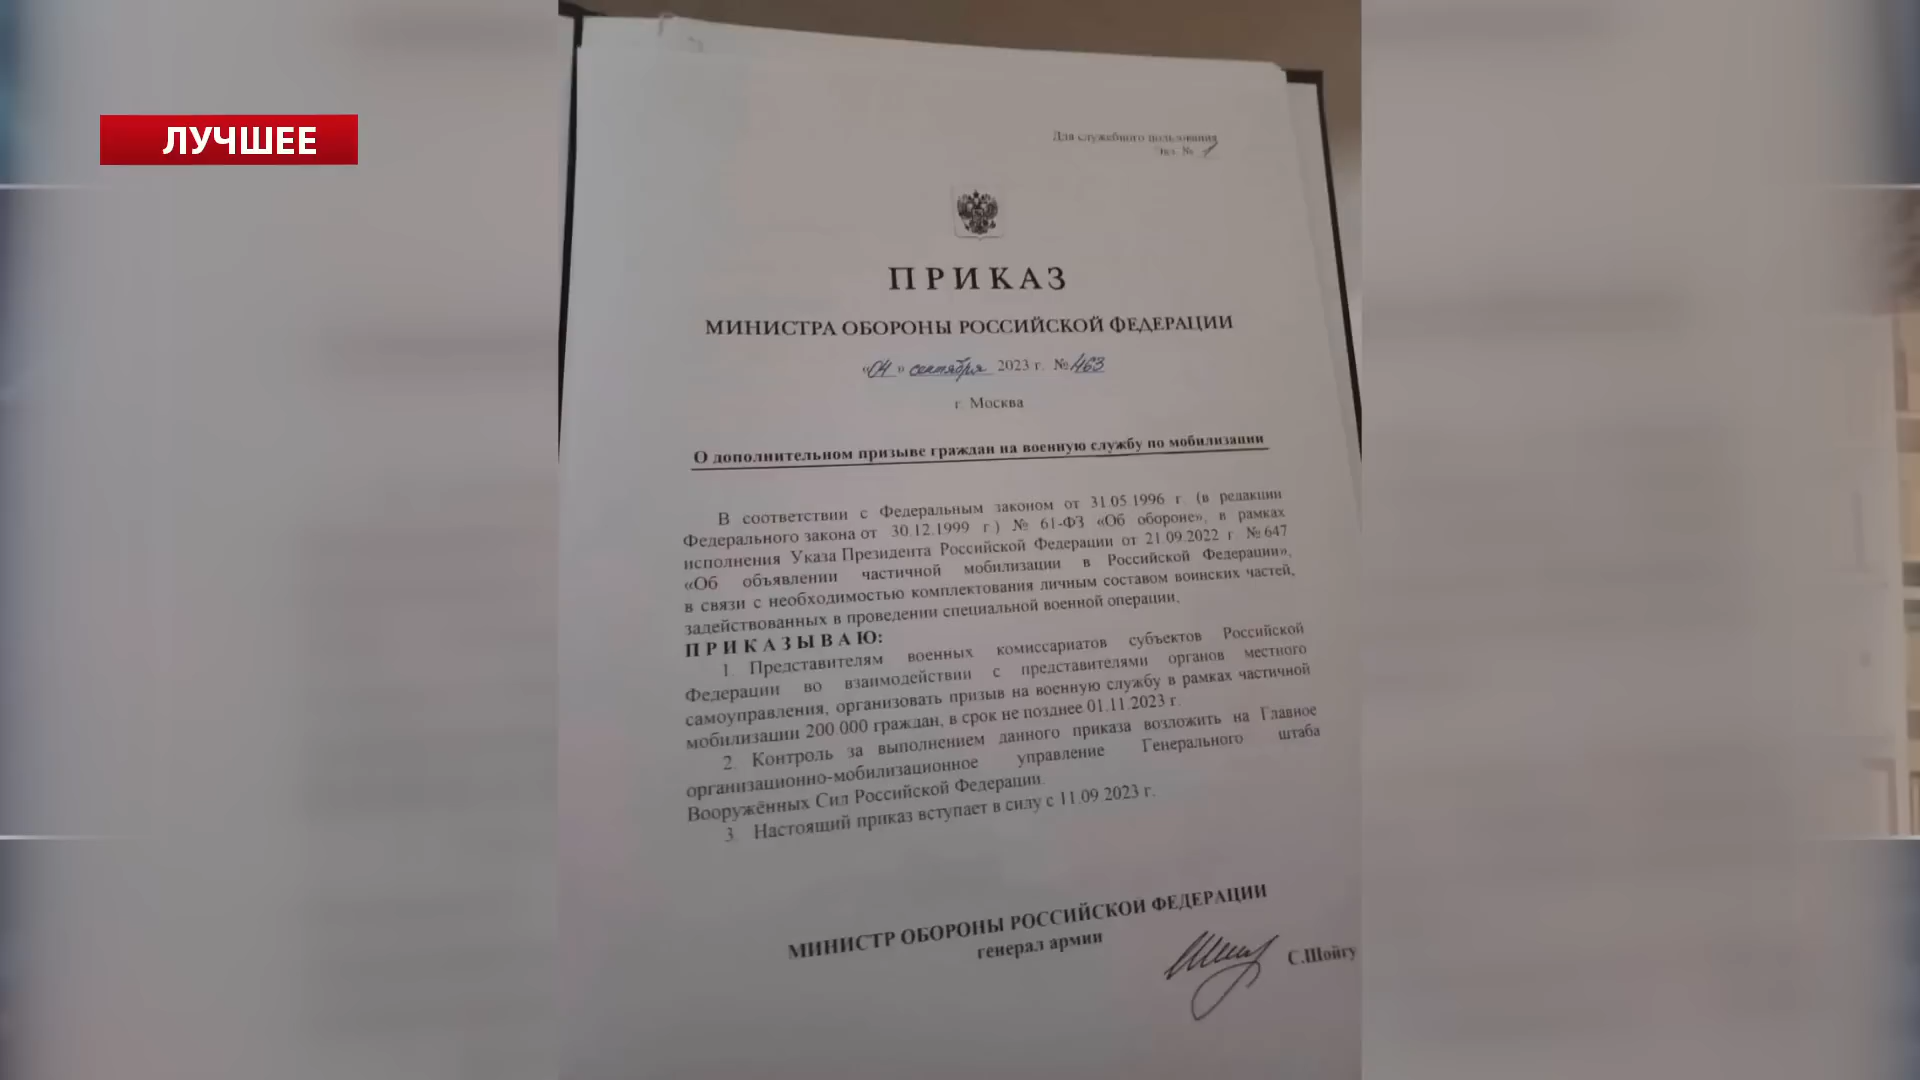 ЛУЧШЕЕ
Для служебного пользования
Экз. № 1
ПРИКАЗ
МИНИСТРА ОБОРОНЫ РОССИЙСКОЙ ФЕДЕРАЦИИ
«04» сентября 2023 г. № 463
г. Москва
О дополнительном призыве граждан на военную службу по мобилизации
В соответствии с Федеральным законом от 31.05.1996 г. (в редакции
Федерального закона от 30.12.1999 г.) № 61-ФЗ «Об обороне», в рамках
исполнения Указа Президента Российской Федерации от 21.09.2022 г. №647
«Об объявлении частичной мобилизации в Российской Федерации»,
в связи с необходимостью комплектования личным составом воинских частей,
задействованных в проведении специальной военной операции,
ПРИКАЗЫВАЮ:
1. Представителям военных комиссариатов субъектов Российской
Федерации во взаимодействии с представителями органов местного
самоуправления, организовать призыв на военную службу в рамках частичной
мобилизации 200 000 граждан, в срок не позднее 01.11.2023 г.
2. Контроль за выполнением данного приказа возложить на Главное
организационно-мобилизационное управление Генерального штаба
Вооружённых Сил Российской Федерации.
3. Настоящий приказ вступает в силу с 11.09.2023 г.
МИНИСТР ОБОРОНЫ РОССИЙСКОЙ ФЕДЕРАЦИИ
генерал армии
С.Шойгу